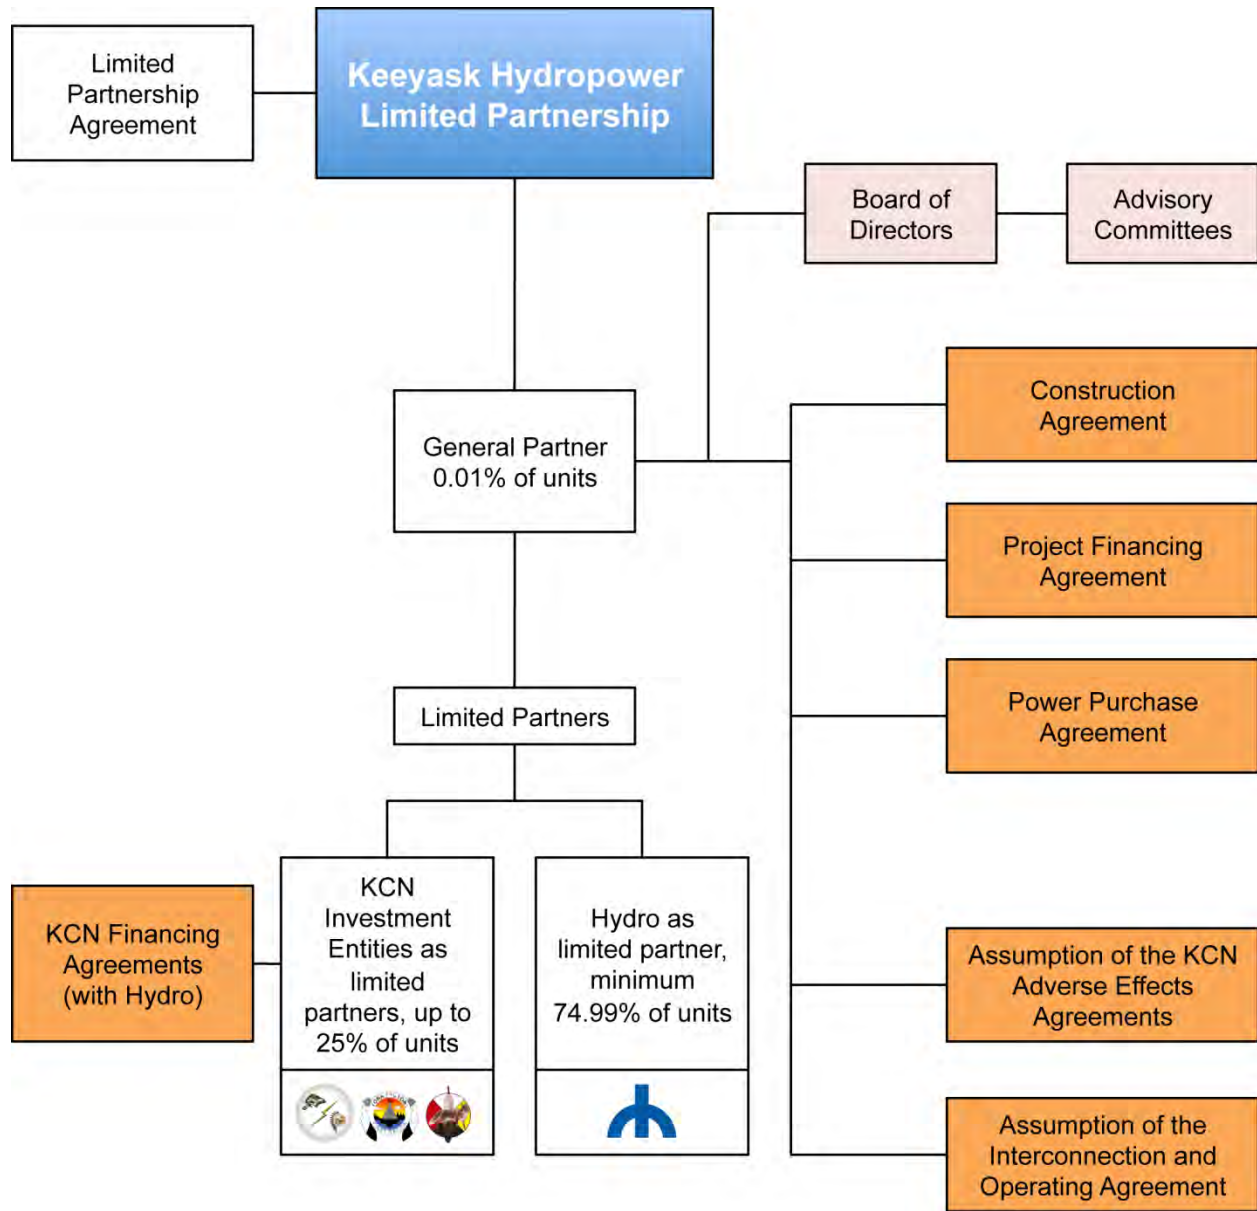 Limited
Partnership
Agreement
Keeyask Hydropower
Limited Partnership
Board of
Directors
Advisory
Committees
Construction
Agreement
General Partner
0.01% of units
Project Financing
Agreement
Power Purchase
Agreement
Limited Partners
KCN Financing
Agreements
(with Hydro)
KCN
Investment
Entities as
limited
partners, up to
25% of units
Hydro as
limited partner,
minimum
74.99% of units
Assumption of the KCN
Adverse Effects
Agreements
Assumption of the
Interconnection and
Operating Agreement